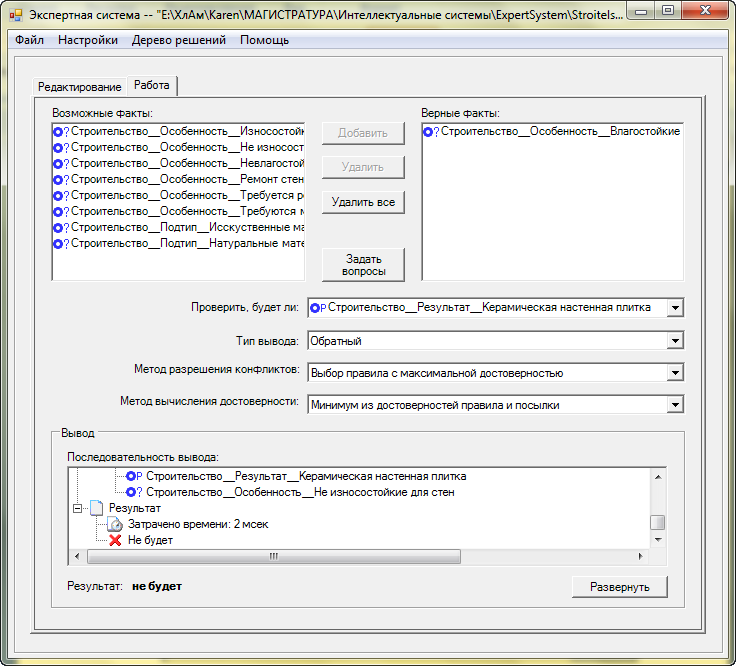 Экспертная система -- "E:\ХлАм\Karen\МАГИСТРАТУРА\Интеллектуальные системы\ExpertSystem\Stroitels...
Файл Настройки Дерево решений Помощь
Редактирование Работа
Возможные факты: Верные факты:
Строительство__Особенность__Износостойк
Строительство__Особенность__Не износост
Строительство__Особенность__Невлагостой
Строительство__Особенность__Ремонт стен
Строительство__Особенность__Требуется ре
Строительство__Особенность__Требуются м
Строительство__Подтип__Исскуственные ма
Строительство__Подтип__Натуральные мате
Добавить
Удалить
Удалить все
Задать
вопросы
Строительство__Особенность__Влагостойкие
Проверить, будет ли: Строительство__Результат__Керамическая настенная плитка
Тип вывода: Обратный
Метод разрешения конфликтов: Выбор правила с максимальной достоверностью
Метод вычисления достоверности: Минимум из достоверностей правила и посылки
Вывод
Последовательность вывода:
Строительство__Результат__Керамическая настенная плитка
Строительство__Особенность__Не износостойкие для стен
Результат
Затрачено времени: 2 мсек
Не будет
Результат: не будет
Развернуть